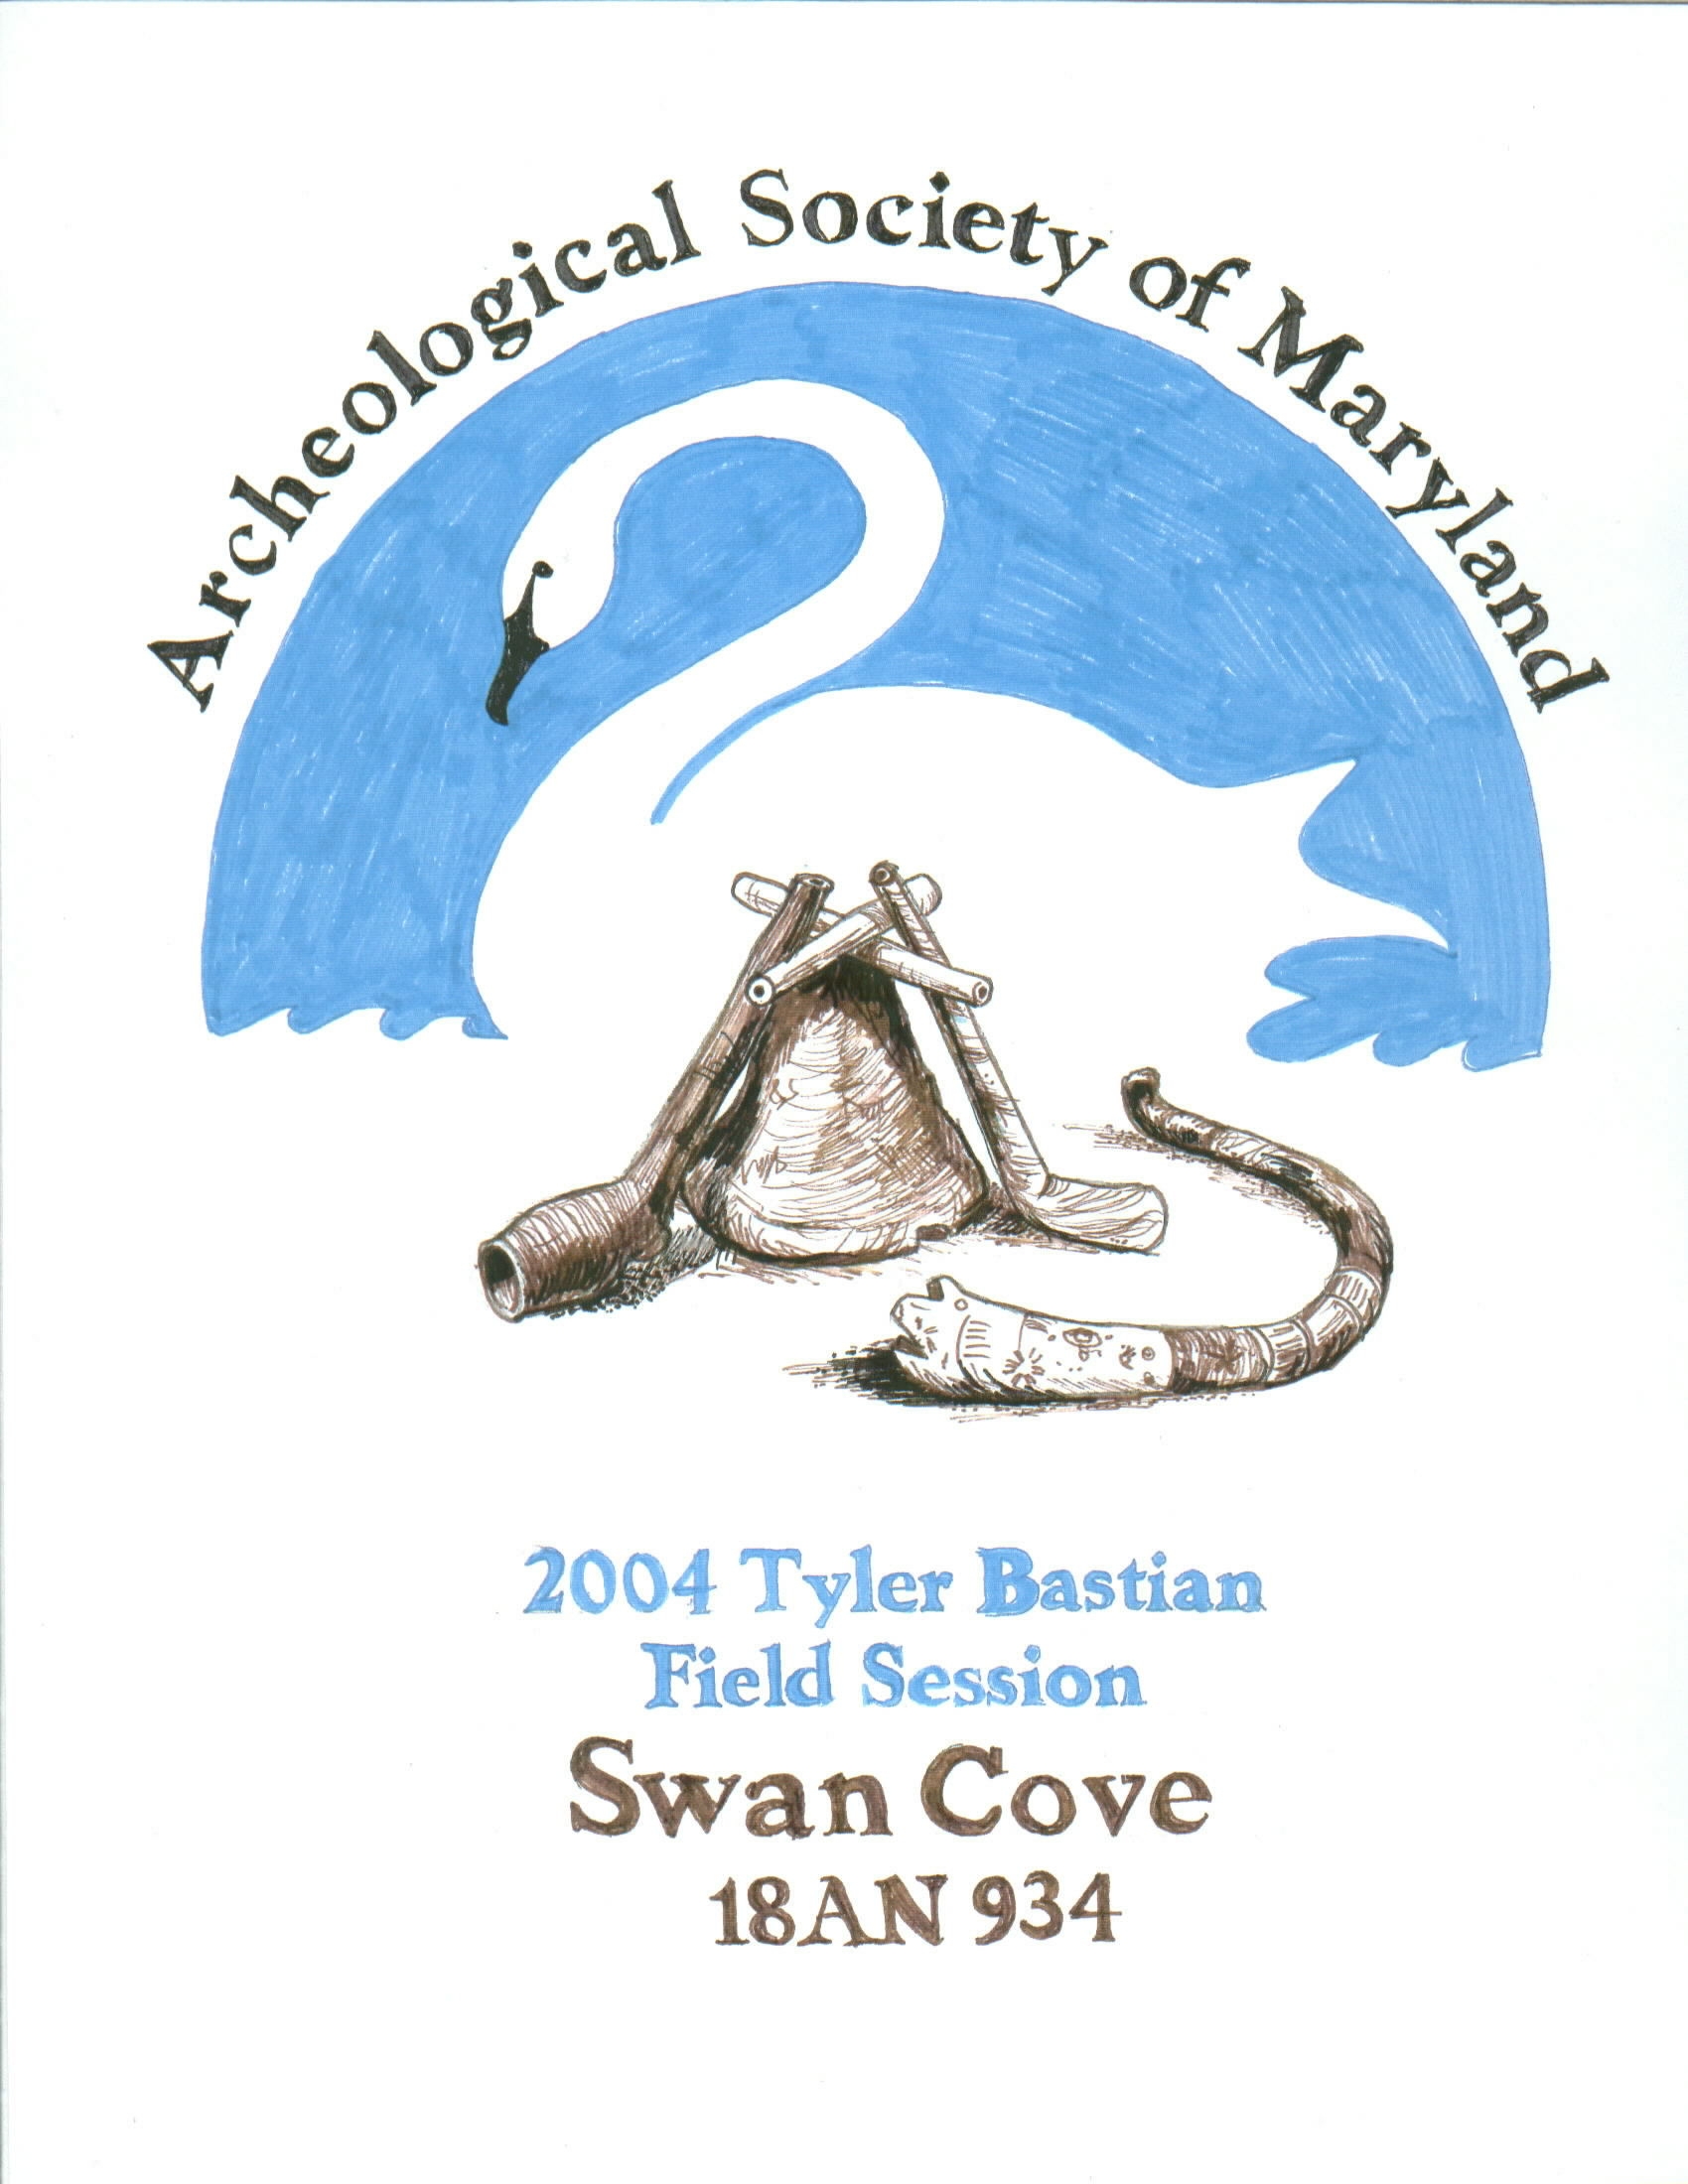 Archeological Society of Maryland
2004 Tyler Bastian
Field Session
Swan Cove
18AN 934